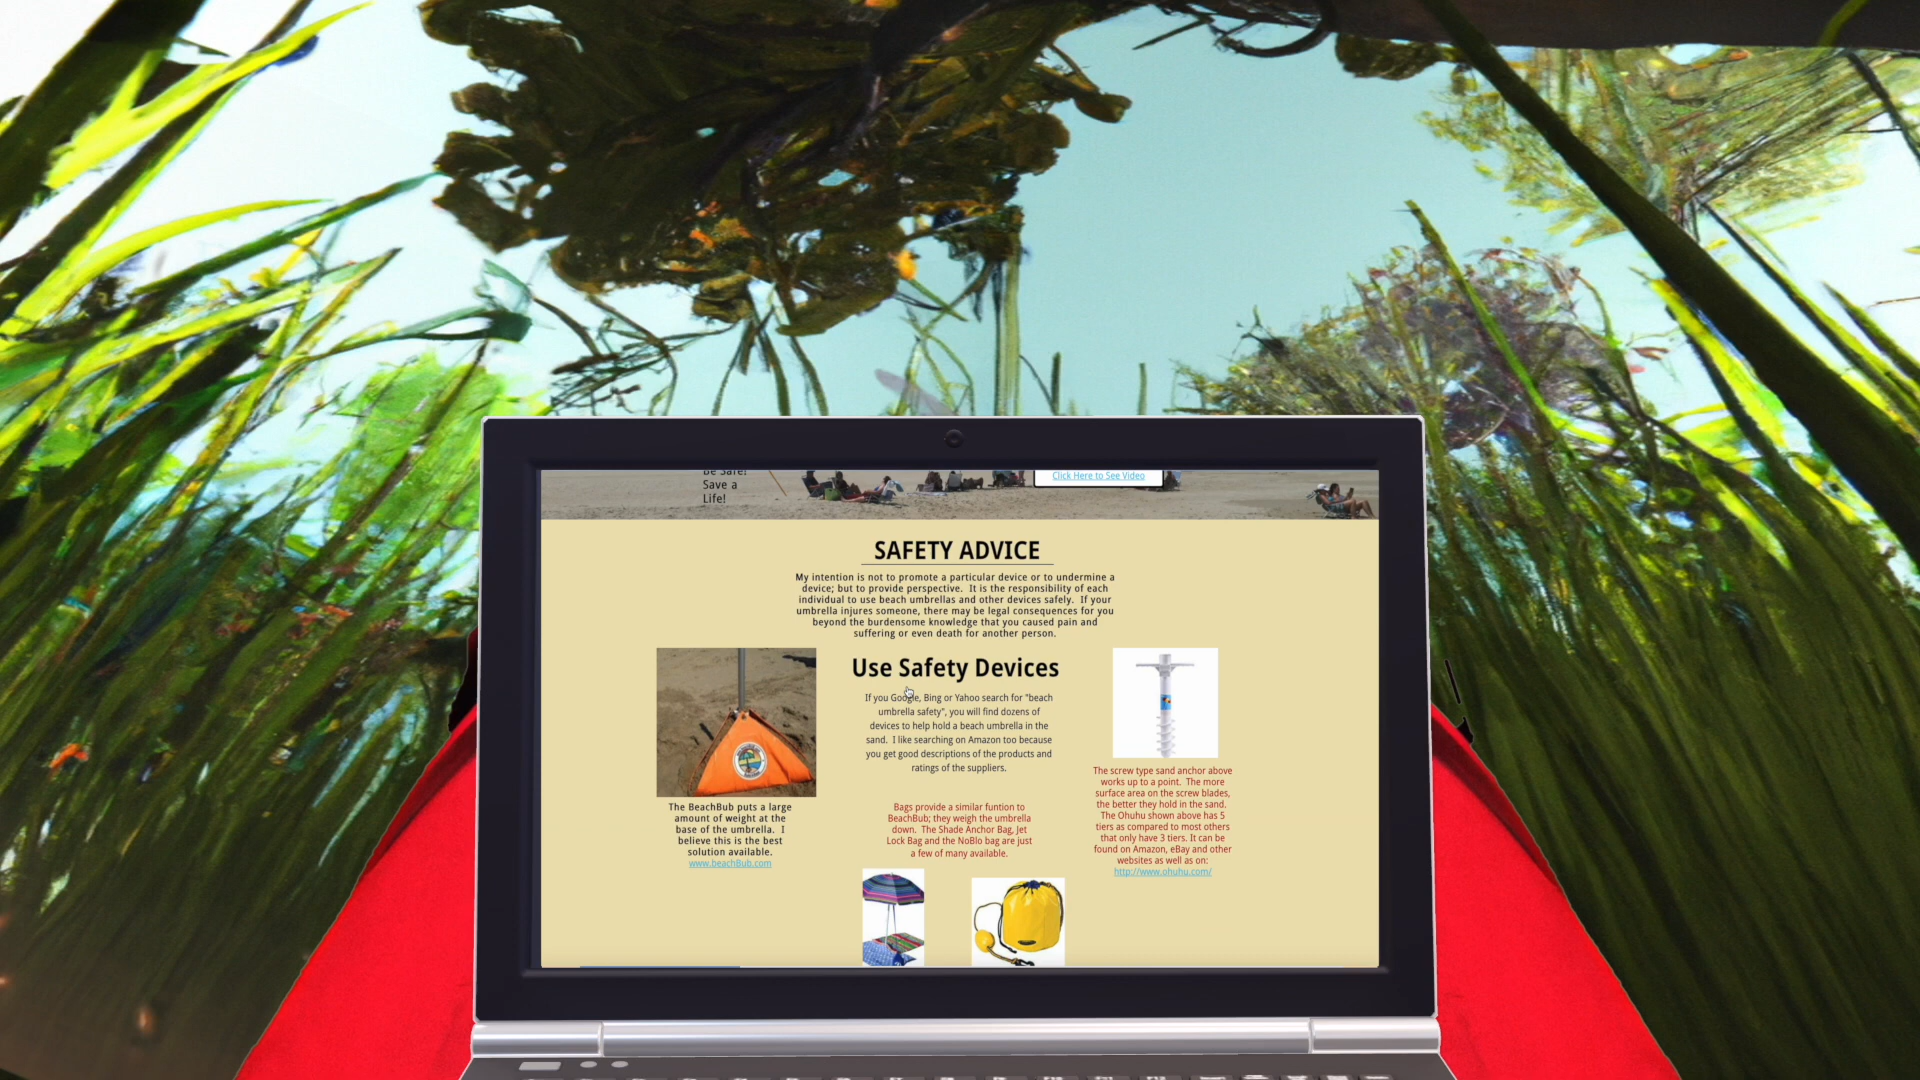 Be Safe!
Save a
Life!
Click Here to See Video
SAFETY ADVICE
My intention is not to promote a particular device or to undermine a
device; but to provide perspective. It is the responsibility of each
individual to use beach umbrellas and other devices safely. If your
umbrella injures someone, there may be legal consequences for you
beyond the burdensome knowledge that you caused pain and
suffering or even death for another person.
Use Safety Devices
If you Google, Bing or Yahoo search for "beach
umbrella safety", you will find dozens of
devices to help hold a beach umbrella in the
sand. I like searching on Amazon too because
you get good descriptions of the products and
ratings of the suppliers.
The BeachBub puts a large
amount of weight at the
base of the umbrella. I
believe this is the best
solution available.
www.beachBub.com
Bags provide a similar funtion to
BeachBub; they weigh the umbrella
down. The Shade Anchor Bag, Jet
Lock Bag and the NoBlo bag are just
a few of many available.
The screw type sand anchor above
works up to a point. The more
surface area on the screw blades,
the better they hold in the sand.
The Ohuhu shown above has 5
tiers as compared to most others
that only have 3 tiers. It can be
found on Amazon, eBay and other
websites as well as on:
http://www.ohuhu.com/